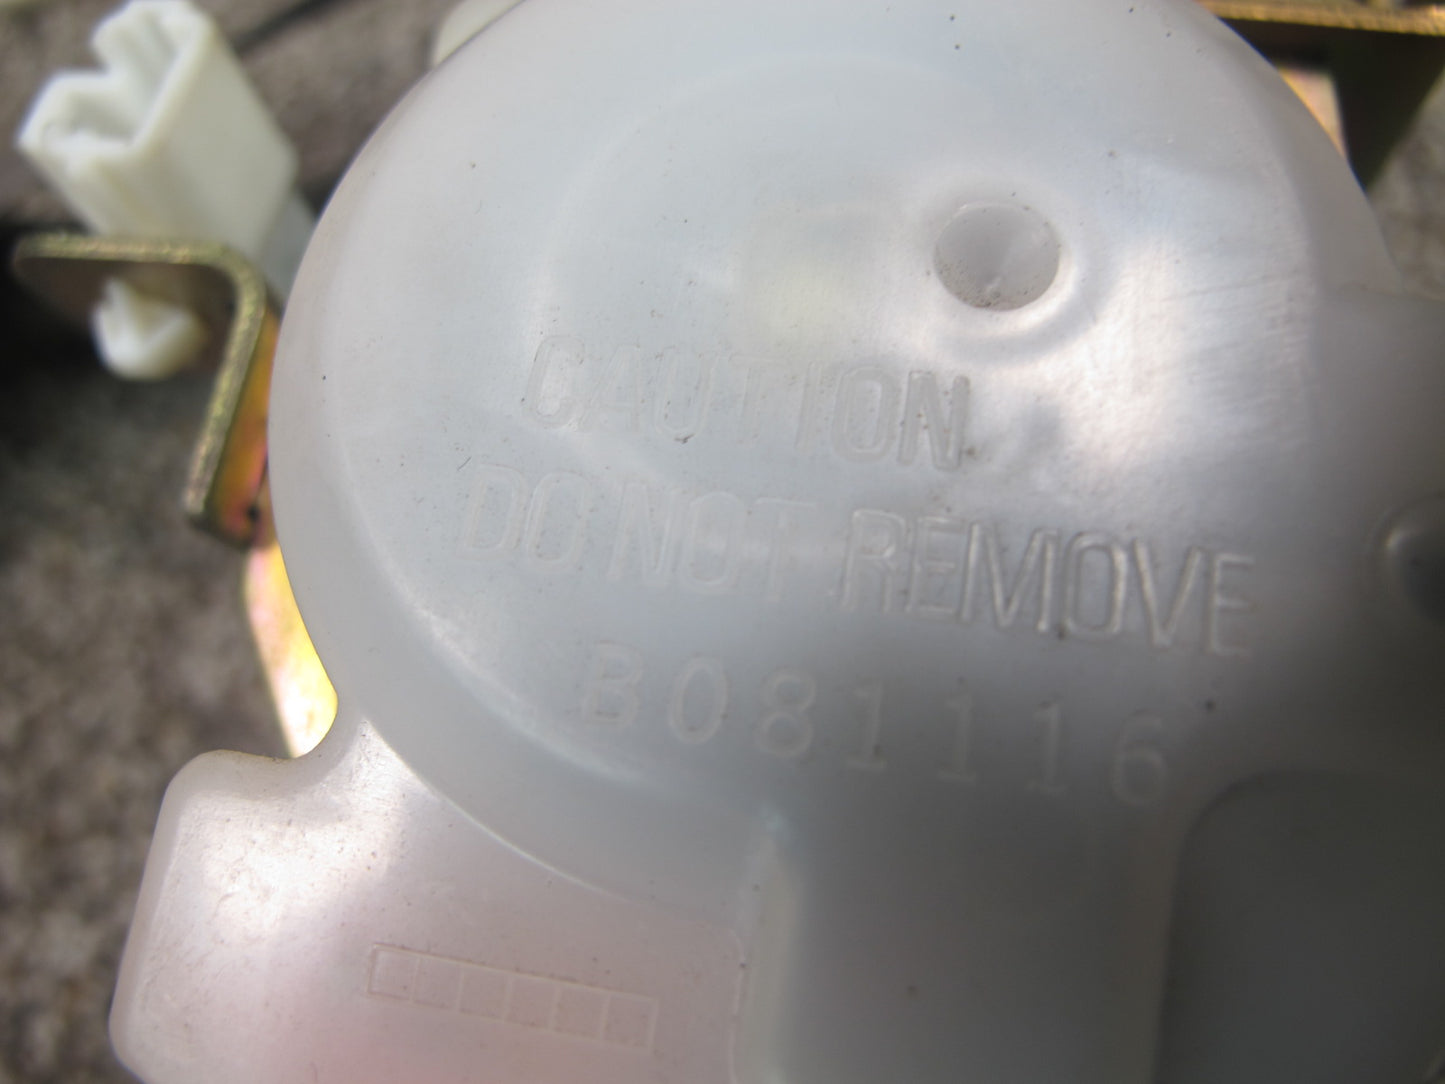 CAUTION
DO NOT REMOVE
B081116